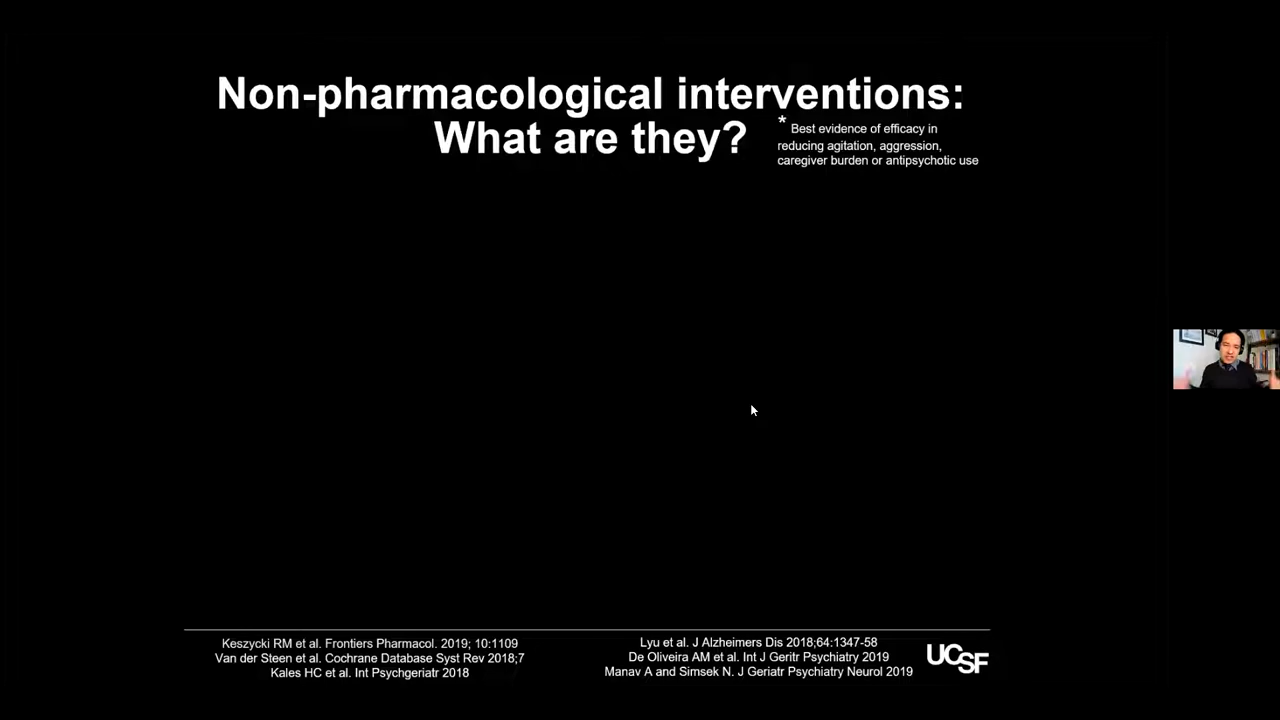 Non-pharmacological interventions:
What are they?
* Best evidence of efficacy in
reducing agitation, aggression,
caregiver burden or antipsychotic use
Keszycki RM et al. Frontiers Pharmacol. 2019; 10:1109
Van der Steen et al. Cochrane Database Syst Rev 2018;7
Kales HC et al. Int Psychgeriatr 2018
Lyu et al. J Alzheimers Dis 2018;64:1347-58
De Oliveira AM et al. Int J Geritr Psychiatry 2019
Manav A and Simsek N. J Geriatr Psychiatry Neurol 2019
UCSF